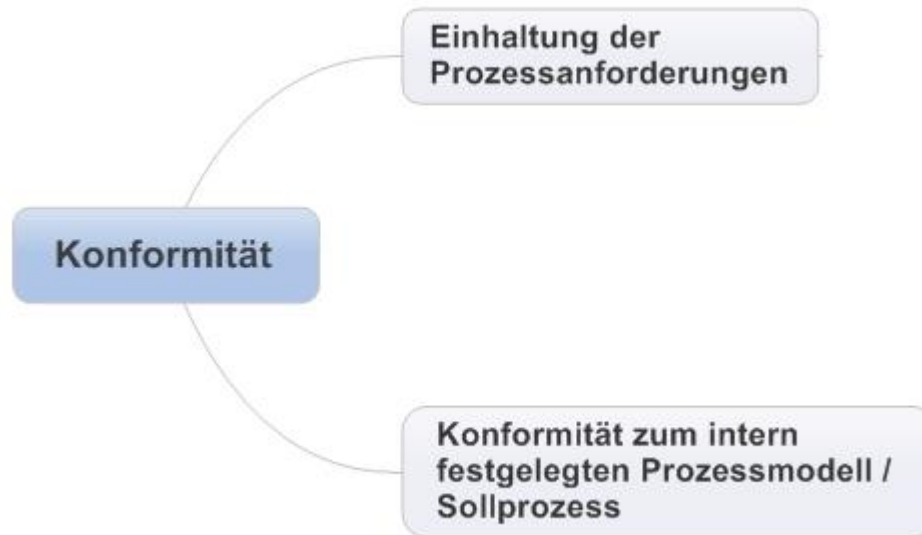 Einhaltung der
Prozessanforderungen
Konformität
Konformität zum intern
festgelegten Prozessmodell /
Sollprozess